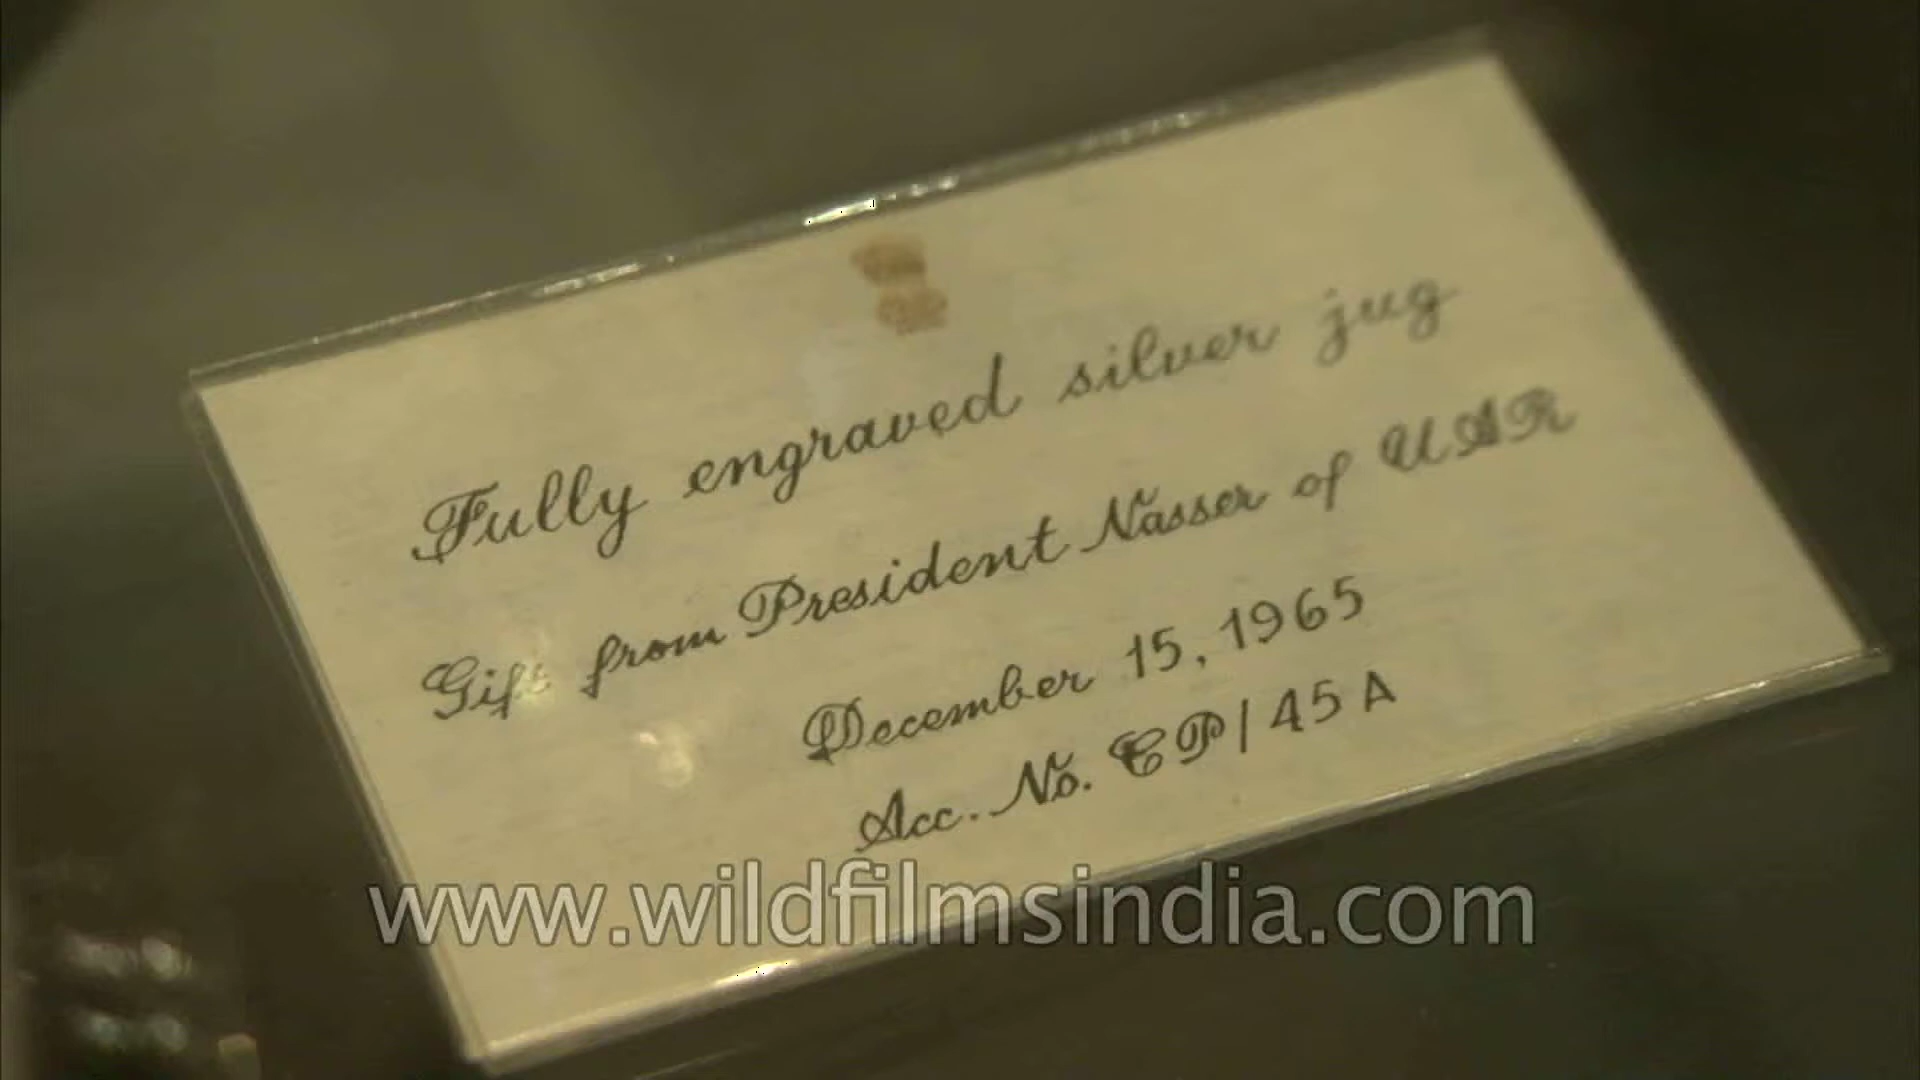 Fully engraved silver jug
Gift from President Nasser of UAR
December 15, 1965
Acc. No. CP/45A
www.wildfilmsindia.com